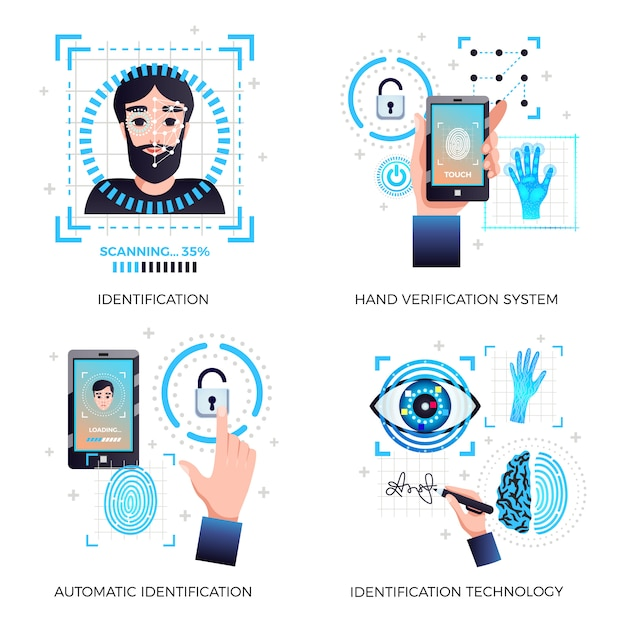 SCANNING... 35%
IDENTIFICATION
TOUCH
HAND VERIFICATION SYSTEM
LOADING...
AUTOMATIC IDENTIFICATION
IDENTIFICATION TECHNOLOGY